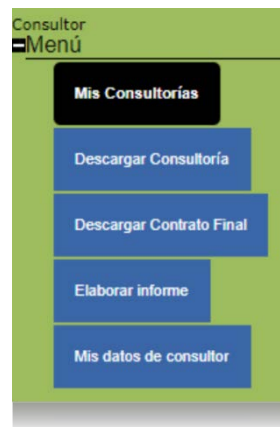 Consultor
Menú
Mis Consultorías
Descargar Consultoría
Descargar Contrato Final
Elaborar informe
Mis datos de consultor